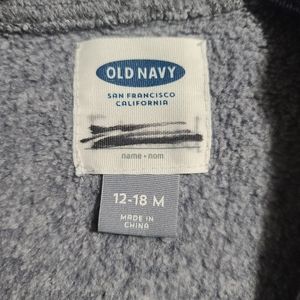 OLD NAVY
SAN FRANCISCO
CALIFORNIA
name • nom
12-18 M
MADE IN
CHINA